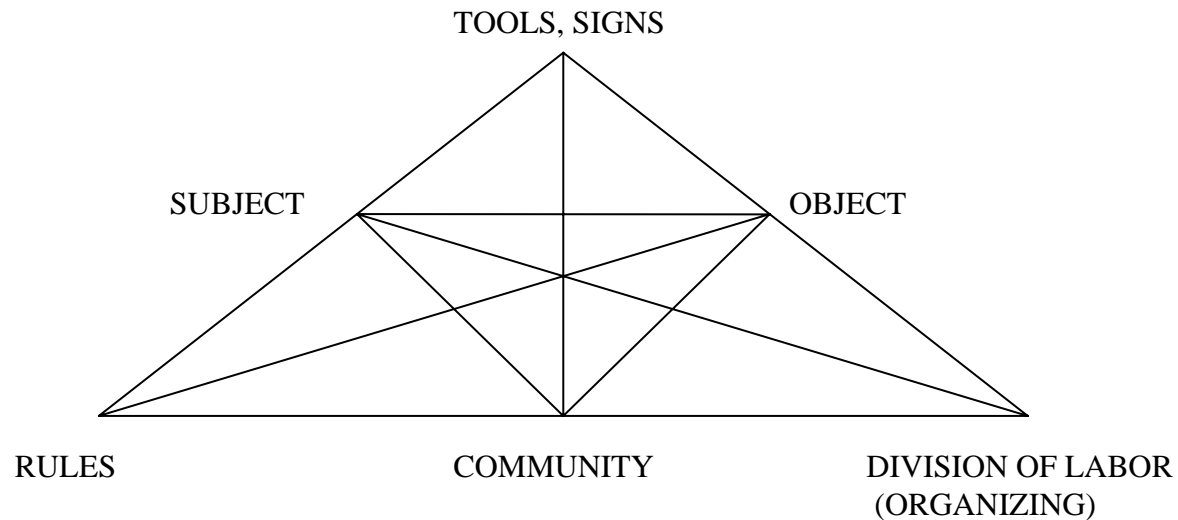 TOOLS, SIGNS
SUBJECT
OBJECT
RULES
COMMUNITY
DIVISION OF LABOR
(ORGANIZING)